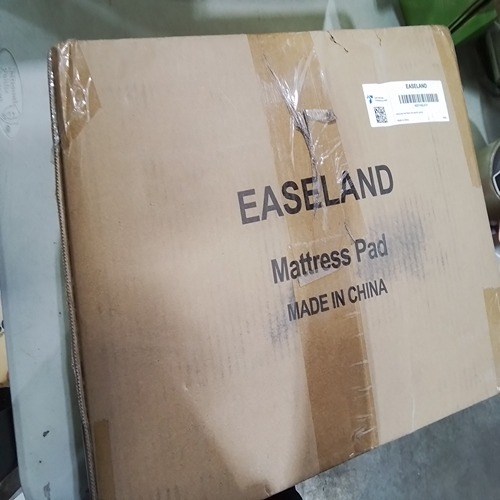 EASELAND
EASELAND
Mattress Pad
MADE IN CHINA